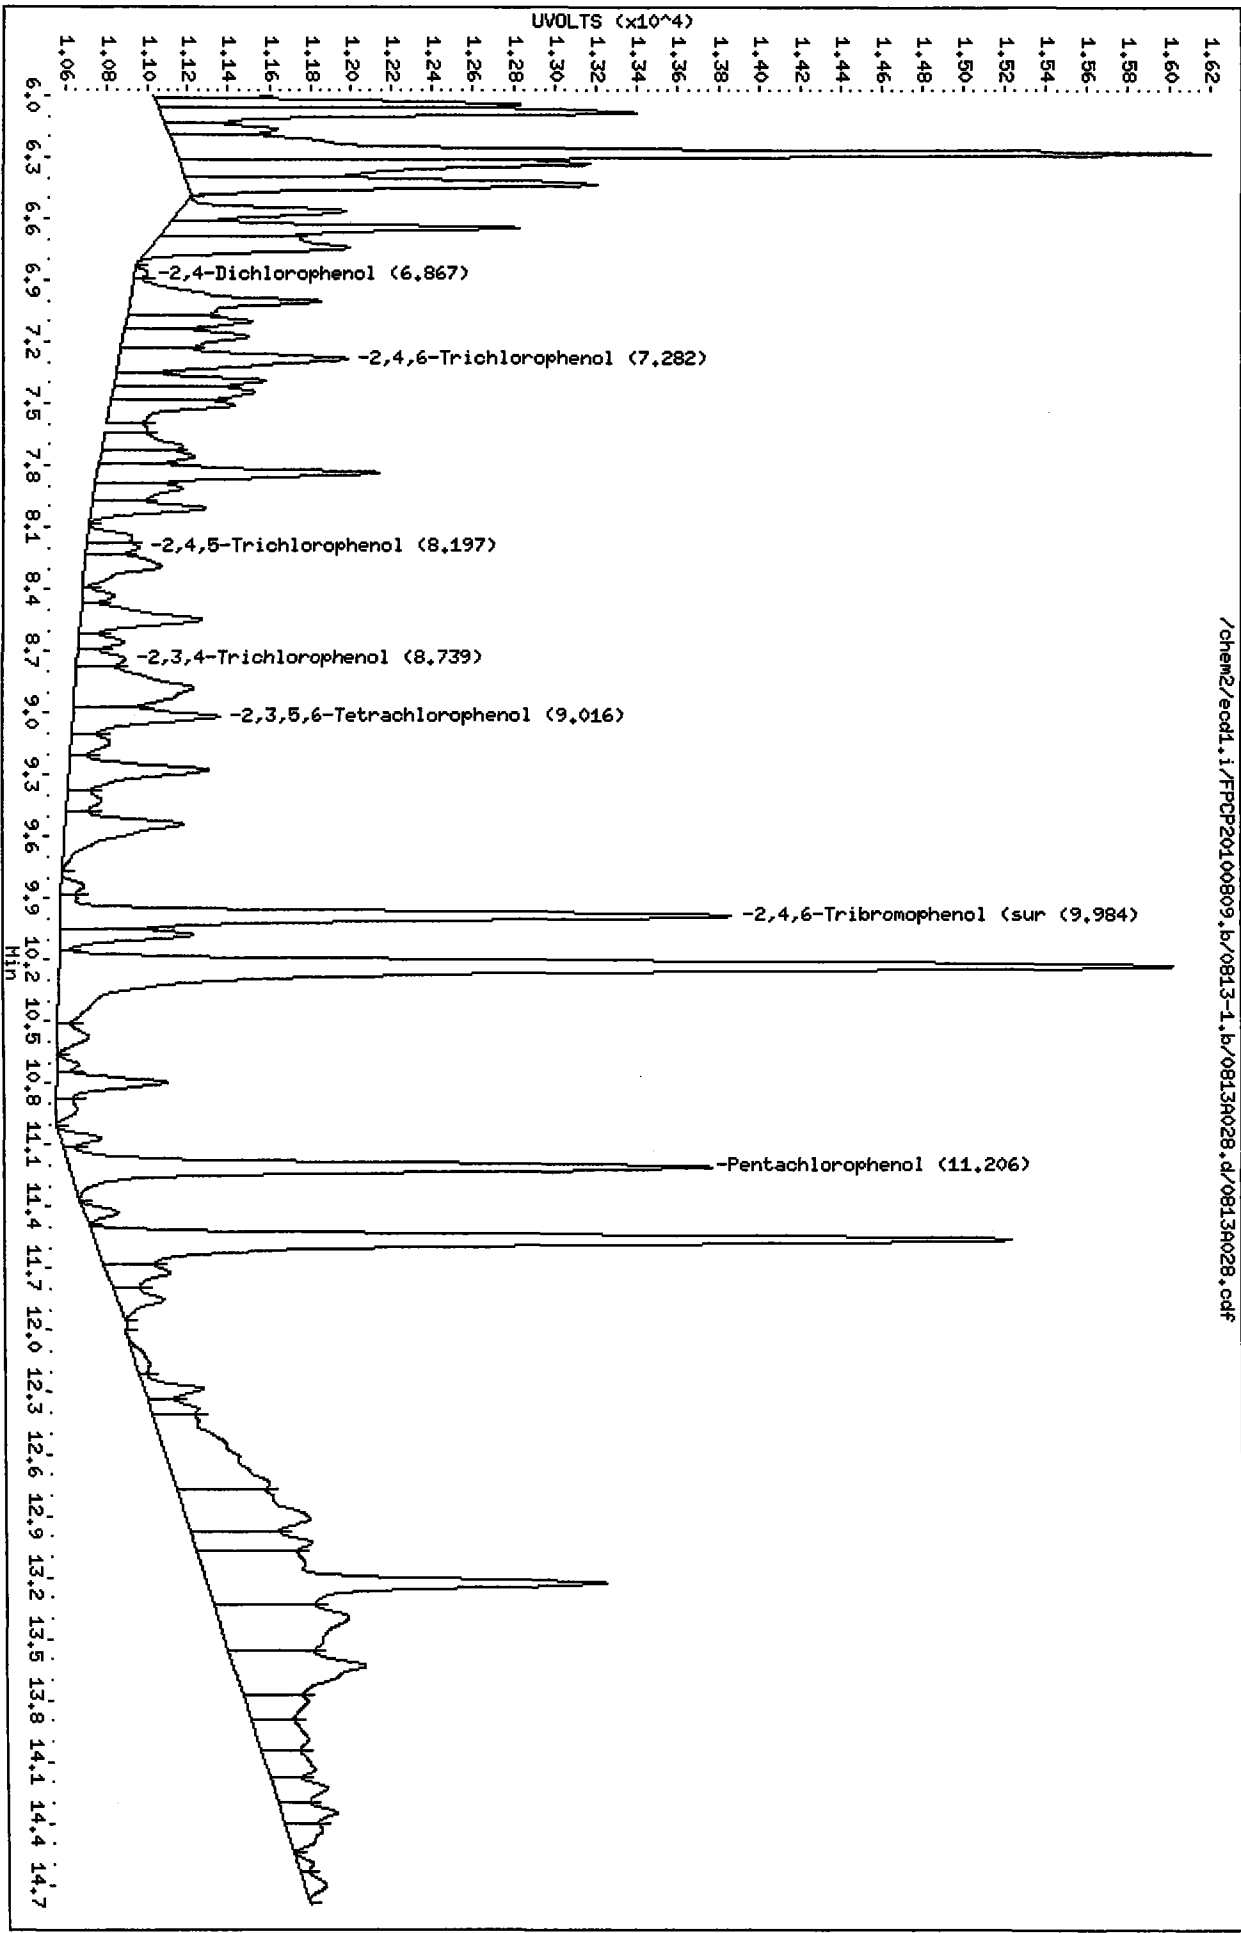 /chem2/ecd1.i/FPCP20100809.b/0813-1.b/0813A028.d/0813A028.cdf
UVOLTS (x10^4)
1.06
1.08
1.10
1.12
1.14
1.16
1.18
1.20
1.22
1.24
1.26
1.28
1.30
1.32
1.34
1.36
1.38
1.40
1.42
1.44
1.46
1.48
1.50
1.52
1.54
1.56
1.58
1.60
1.62
-2,4-Dichlorophenol (6.867)
-2,4,6-Trichlorophenol (7.282)
-2,4,5-Trichlorophenol (8.197)
-2,3,4-Trichlorophenol (8.739)
-2,3,5,6-Tetrachlorophenol (9.016)
-2,4,6-Tribromophenol (sur (9.984)
-Pentachlorophenol (11.206)
6.0 6.3 6.6 6.9 7.2 7.5 7.8 8.1 8.4 8.7 9.0 9.3 9.6 9.9 10.2 10.5 10.8 11.1 11.4 11.7 12.0 12.3 12.6 12.9 13.2 13.5 13.8 14.1 14.4 14.7
Min